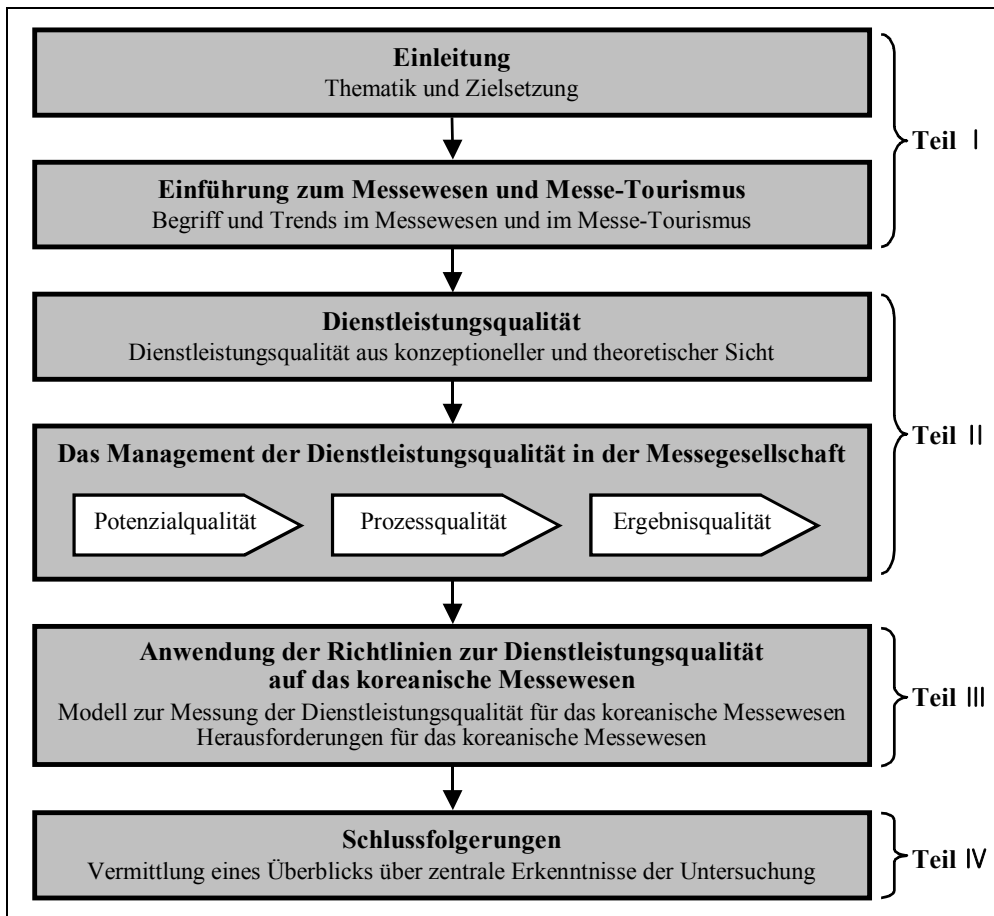 Einleitung
Thematik und Zielsetzung
Teil I
Einführung zum Messewesen und Messe-Tourismus
Begriff und Trends im Messewesen und im Messe-Tourismus
Dienstleistungsqualität
Dienstleistungsqualität aus konzeptioneller und theoretischer Sicht
Teil II
Das Management der Dienstleistungsqualität in der Messegesellschaft
Potenzialqualität
Prozessqualität
Ergebnisqualität
Anwendung der Richtlinien zur Dienstleistungsqualität
auf das koreanische Messewesen
Modell zur Messung der Dienstleistungsqualität für das koreanische Messewesen
Herausforderungen für das koreanische Messewesen
Teil III
Schlussfolgerungen
Vermittlung eines Überblicks über zentrale Erkenntnisse der Untersuchung
Teil IV